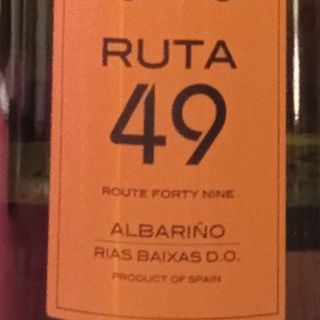 RUTA
49
ROUTE FORTY NINE
ALBARIÑO
RIAS BAIXAS D.O.
PRODUCT OF SPAIN